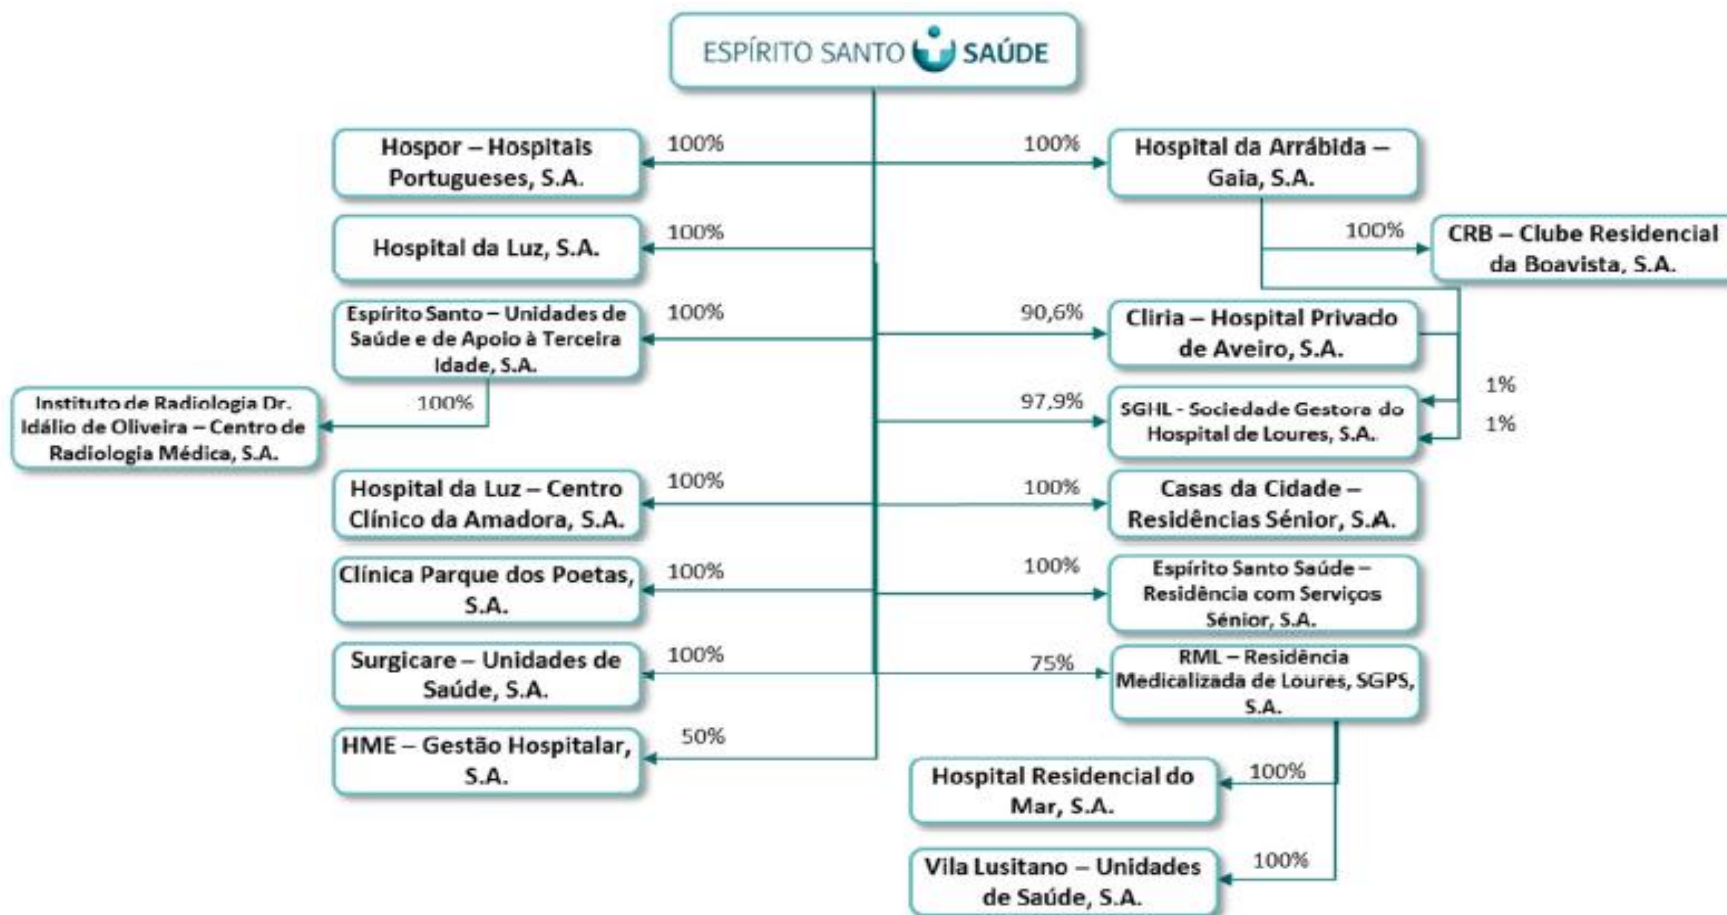 ESPÍRITO SANTO SAÚDE
100%
100%
Hospor – Hospitais
Portugueses, S.A.
Hospital da Arrábida –
Gaia, S.A.
100%
Hospital da Luz, S.A.
100%
CRB – Clube Residencial
da Boavista, S.A.
100%
Espírito Santo – Unidades de
Saúde e de Apoio à Terceira
Idade, S.A.
90,6%
Cliria – Hospital Privado
de Aveiro, S.A.
100%
Instituto de Radiologia Dr.
Idálio de Oliveira – Centro de
Radiologia Médica, S.A.
97,9%
SGHL - Sociedade Gestora do
Hospital de Loures, S.A.
1%
1%
100%
Hospital da Luz – Centro
Clínico da Amadora, S.A.
100%
Casas da Cidade –
Residências Sénior, S.A.
100%
Clínica Parque dos Poetas,
S.A.
100%
Espírito Santo Saúde –
Residência com Serviços
Sénior, S.A.
100%
Surgicare – Unidades de
Saúde, S.A.
75%
RML – Residência
Medicalizada de Loures, SGPS,
S.A.
50%
HME – Gestão Hospitalar,
S.A.
100%
Hospital Residencial do
Mar, S.A.
100%
Vila Lusitano – Unidades
de Saúde, S.A.